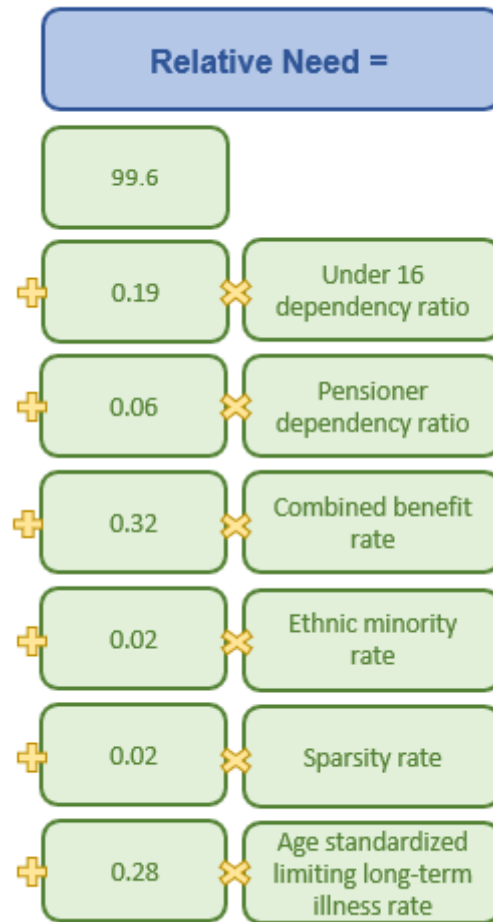 Relative Need =
99.6
0.19
Under 16
dependency ratio
0.06
Pensioner
dependency ratio
0.32
Combined benefit
rate
0.02
Ethnic minority
rate
0.02
Sparsity rate
0.28
Age standardized
limiting long-term
illness rate